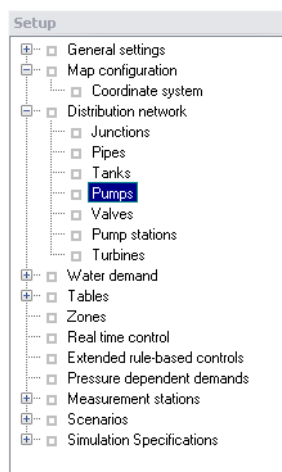 Setup
General settings
Map configuration
Coordinate system
Distribution network
Junctions
Pipes
Tanks
Pumps
Valves
Pump stations
Turbines
Water demand
Tables
Zones
Real time control
Extended rule-based controls
Pressure dependent demands
Measurement stations
Scenarios
Simulation Specifications